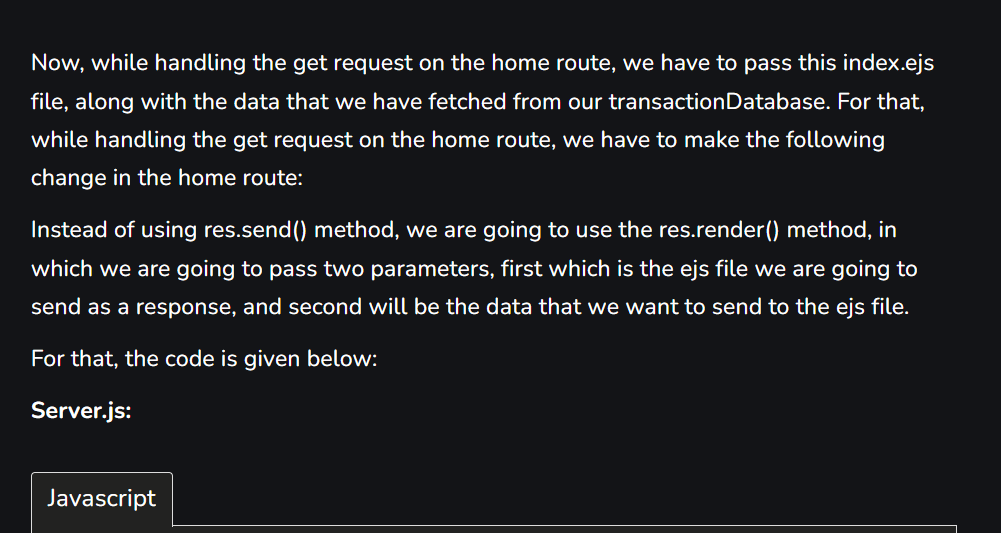 Now, while handling the get request on the home route, we have to pass this index.ejs
file, along with the data that we have fetched from our transactionDatabase. For that,
while handling the get request on the home route, we have to make the following
change in the home route:
Instead of using res.send() method, we are going to use the res.render() method, in
which we are going to pass two parameters, first which is the ejs file we are going to
send as a response, and second will be the data that we want to send to the ejs file.
For that, the code is given below:
Server.js:
Javascript